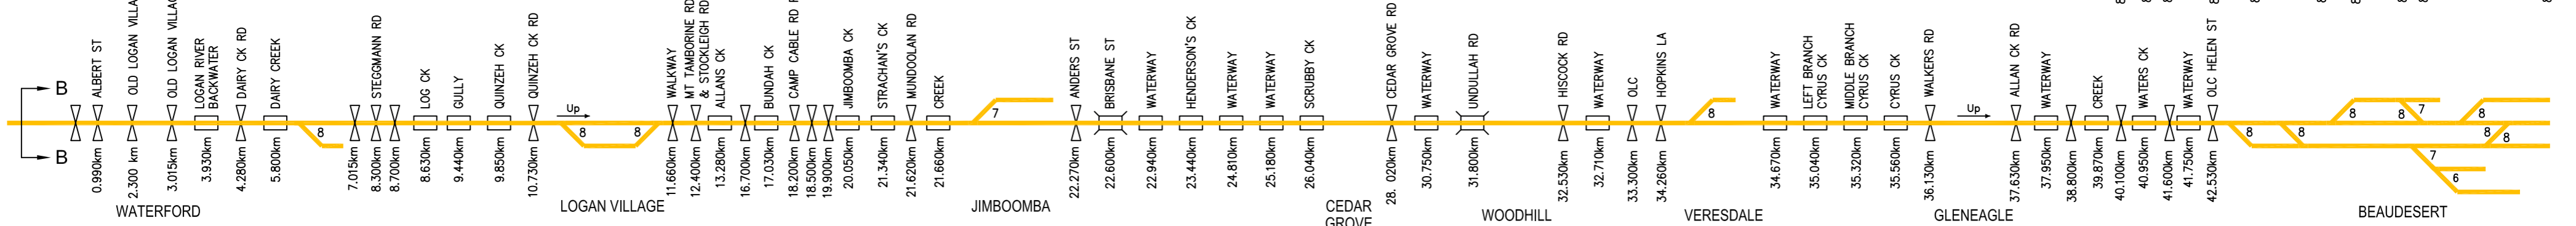 B
B
ALBERT ST
0.990km
OLD LOGAN
2.300 km
OLD LOGAN
3.015km
LOGAN RIVER
BACKWATER
3.930km
DAIRY CK RD
4.280km
DAIRY CREEK
5.800km
8
7.015km
STEGGMANN RD
8.300km
8.700km
LOG CK
8.630km
GULLY
9.440km
QUINZEH CK
9.850km
QUINZEH CK RD
10.730km
Up
8
8
WALKWAY
11.660km
MT TAMBORINE RD
& STOCKLEIGH RD
12.400km
ALLANS CK
13.280km
16.700km
BUNDAH CK
17.030km
CAMP CABLE RD
18.200km
18.500km
19.900km
JIMBOOMBA CK
20.050km
STRACHAN'S CK
21.340km
MUNDOOLAN RD
21.620km
CREEK
21.660km
7
ANDERS ST
22.270km
BRISBANE ST
22.600km
WATERWAY
22.940km
HENDERSON'S CK
23.440km
WATERWAY
24.810km
WATERWAY
25.180km
SCRUBBY CK
26.040km
CEDAR GROVE RD
28. 020km
WATERWAY
30.750km
UNDULLAH RD
31.800km
HISCOCK RD
32.530km
WATERWAY
32.710km
OLC
33.300km
HOPKINS LA
34.260km
8
WATERWAY
34.670km
LEFT BRANCH
CYRUS CK
35.040km
MIDDLE BRANCH
CYRUS CK
35.320km
CYRUS CK
35.560km
WALKERS RD
36.130km
Up
ALLAN CK RD
37.630km
WATERWAY
37.950km
38.800km
CREEK
39.870km
40.100km
WATERS CK
40.950km
41.600km
WATERWAY
41.750km
OLC HELEN ST
42.530km
8
8
8
8
7
8
8
8
7
6
WATERFORD
LOGAN VILLAGE
JIMBOOMBA
CEDAR
GROVE
WOODHILL
VERESDALE
GLENEAGLE
BEAUDESERT